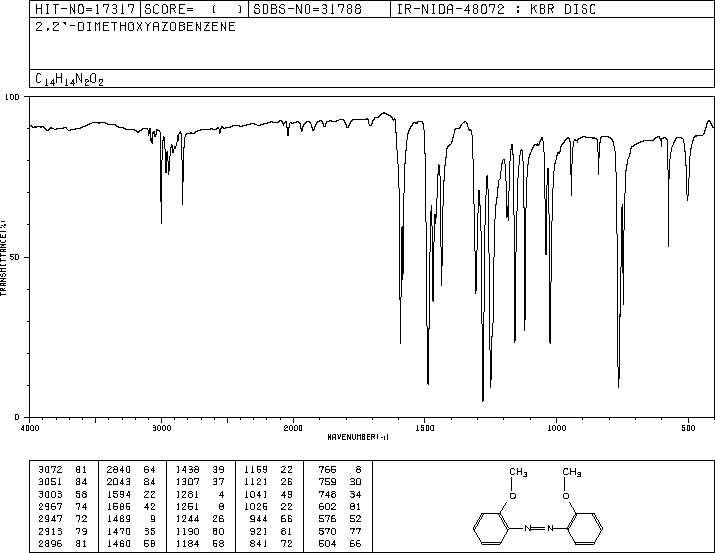 HIT-NO=17317 SCORE= ( ) SDBS-NO=31788 IR-NIDA-48072 : KBR DISC
2,2'-DIMETHOXYAZOBENZENE
C14H14N2O2
100
50
0
TRANSMITTANCE(%)
4000 3000 2000 1500 1000 500
WAVENUMBER(-1)
3072 81 2840 64 1438 39 1159 22 766 8
3051 84 2043 84 1307 37 1121 26 759 30
3003 58 1594 22 1281 4 1041 49 748 34
2967 74 1586 42 1251 8 1026 22 602 81
2947 72 1489 9 1244 26 944 66 576 52
2913 79 1470 35 1190 60 921 81 570 77
2896 81 1460 58 1184 58 841 72 504 66
CH3 CH3
O O
N N